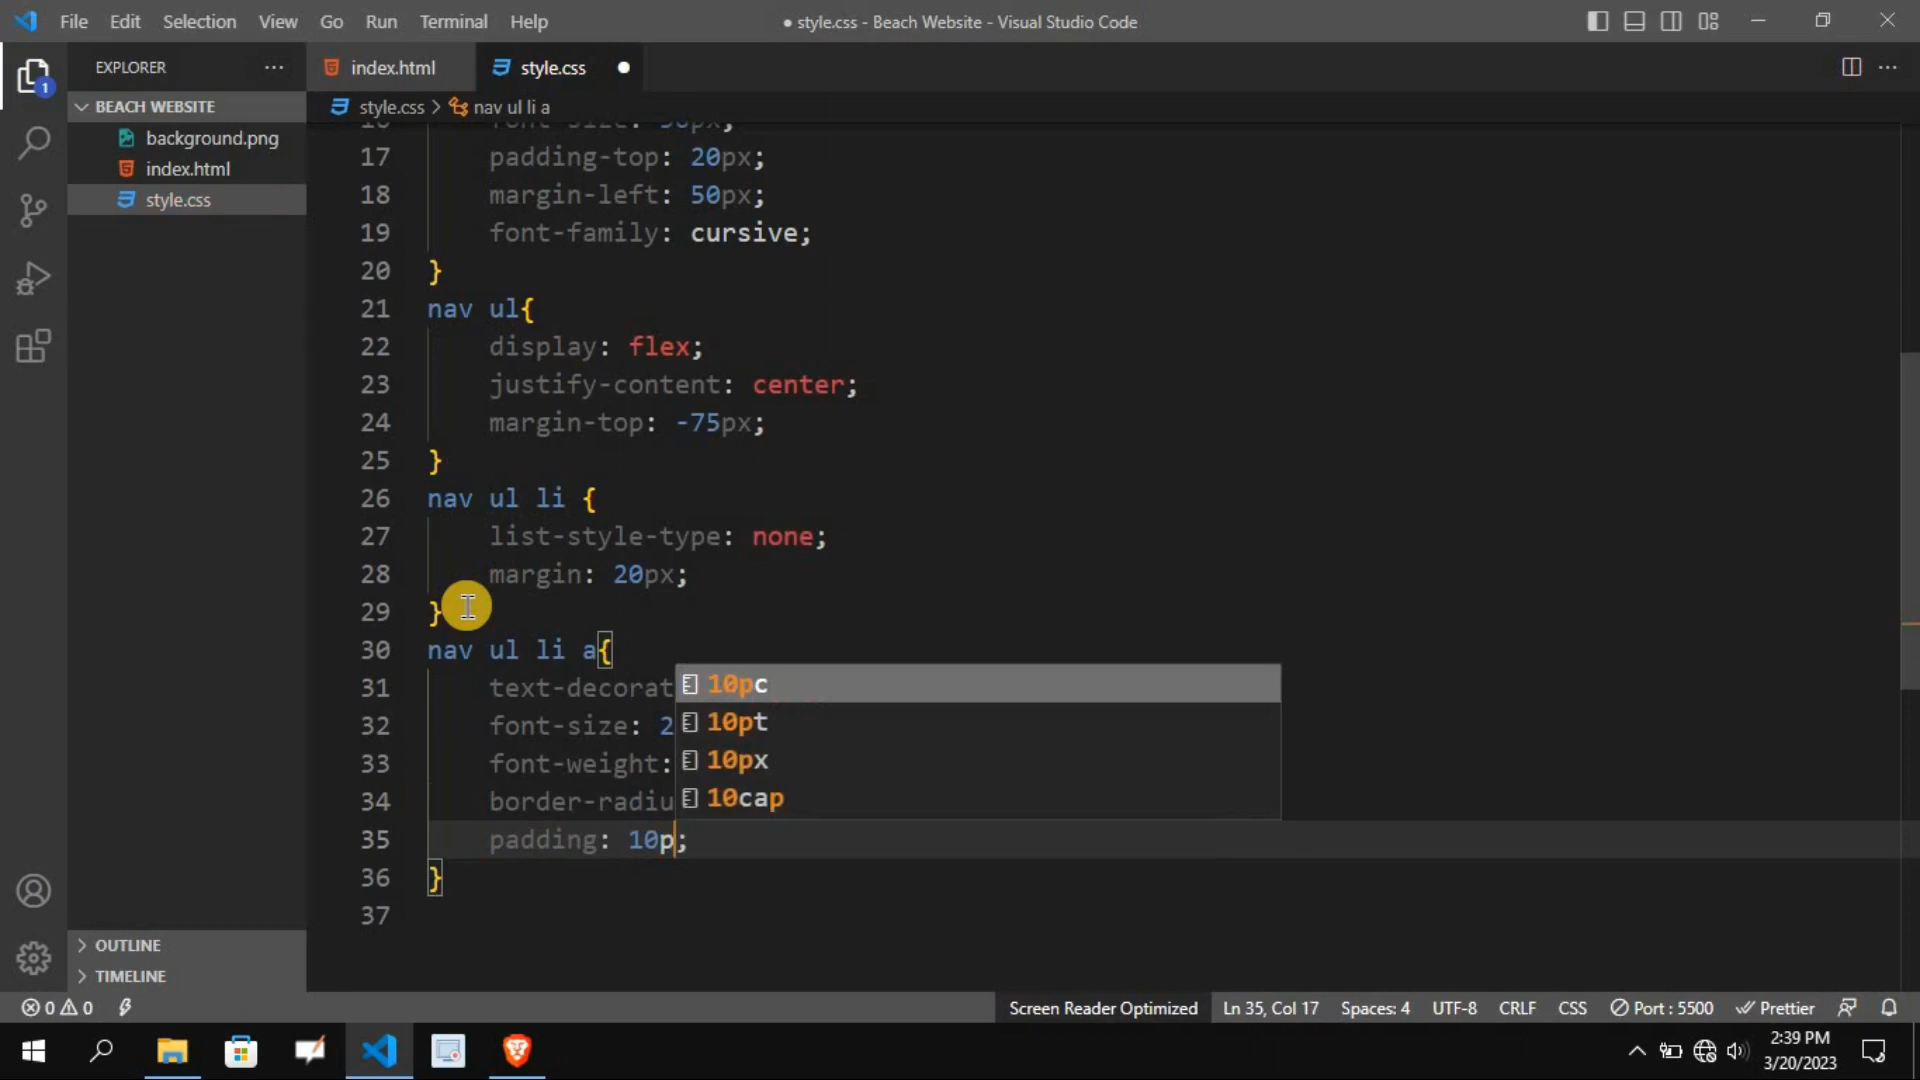 File Edit Selection View Go Run Terminal Help
● style.css - Beach Website - Visual Studio Code
EXPLORER ···
index.html
style.css ●
BEACH WEBSITE
style.css > nav ul li a
background.png
index.html
style.css
1
17 padding-top: 20px;
18 margin-left: 50px;
19 font-family: cursive;
20 }
21 nav ul{
22 display: flex;
23 justify-content: center;
24 margin-top: -75px;
25 }
26 nav ul li {
27 list-style-type: none;
28 margin: 20px;
29 }
30 nav ul li a{
31 text-decorat
32 font-size: 2
33 font-weight:
34 border-radiu
35 padding: 10p;
36 }
37
10pc
10pt
10px
10cap
OUTLINE
TIMELINE
0 0 Screen Reader Optimized Ln 35, Col 17 Spaces: 4 UTF-8 CRLF CSS Port : 5500 Prettier
2:39 PM
3/20/2023